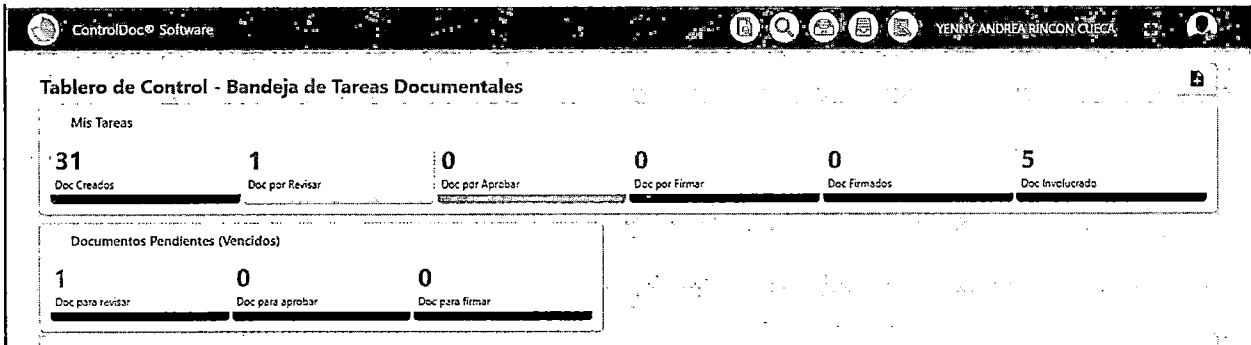 ControlDoc® Software
YENNY ANDREA RINCON CUECA
Tablero de Control - Bandeja de Tareas Documentales
Mis Tareas
31 1 0 0 0 5
Doc Creados Doc por Revisar Doc por Aprobar Doc por Firmar Doc Firmados Doc Involucrado
Documentos Pendientes (Vencidos)
1 0 0
Doc para revisar Doc para aprobar Doc para firmar